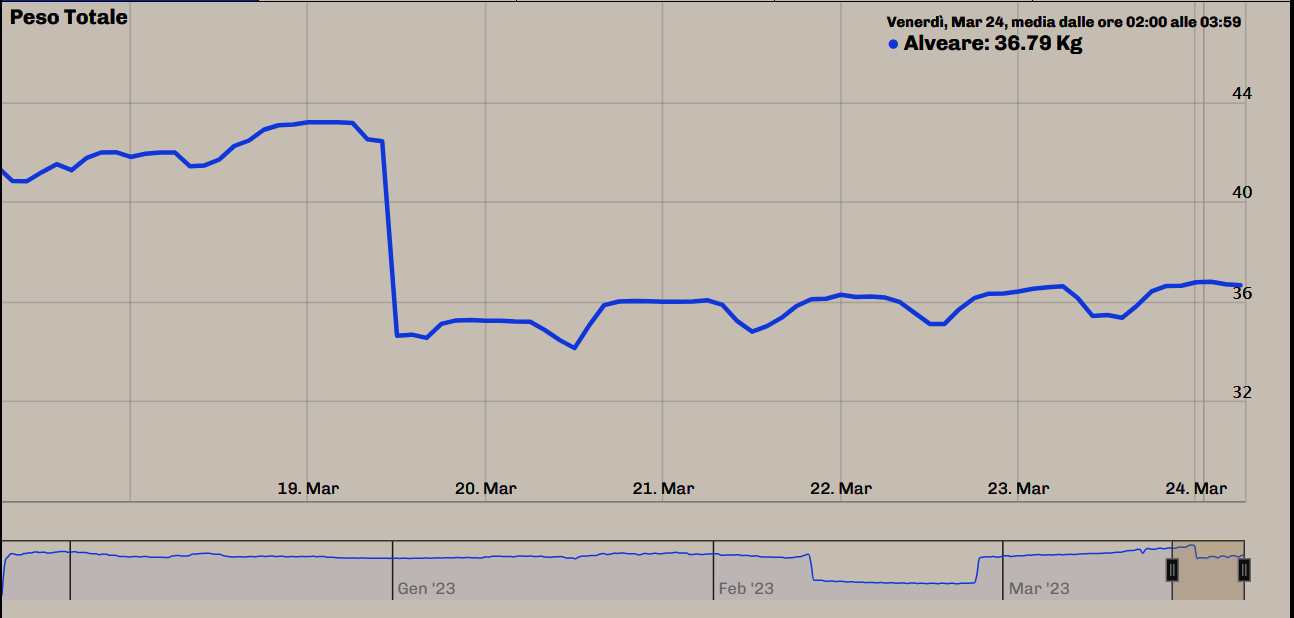 Peso Totale
Venerdì, Mar 24, media dalle ore 02:00 alle 03:59
● Alveare: 36.79 Kg
44
40
36
32
19. Mar
20. Mar
21. Mar
22. Mar
23. Mar
24. Mar
Gen '23
Feb '23
Mar '23